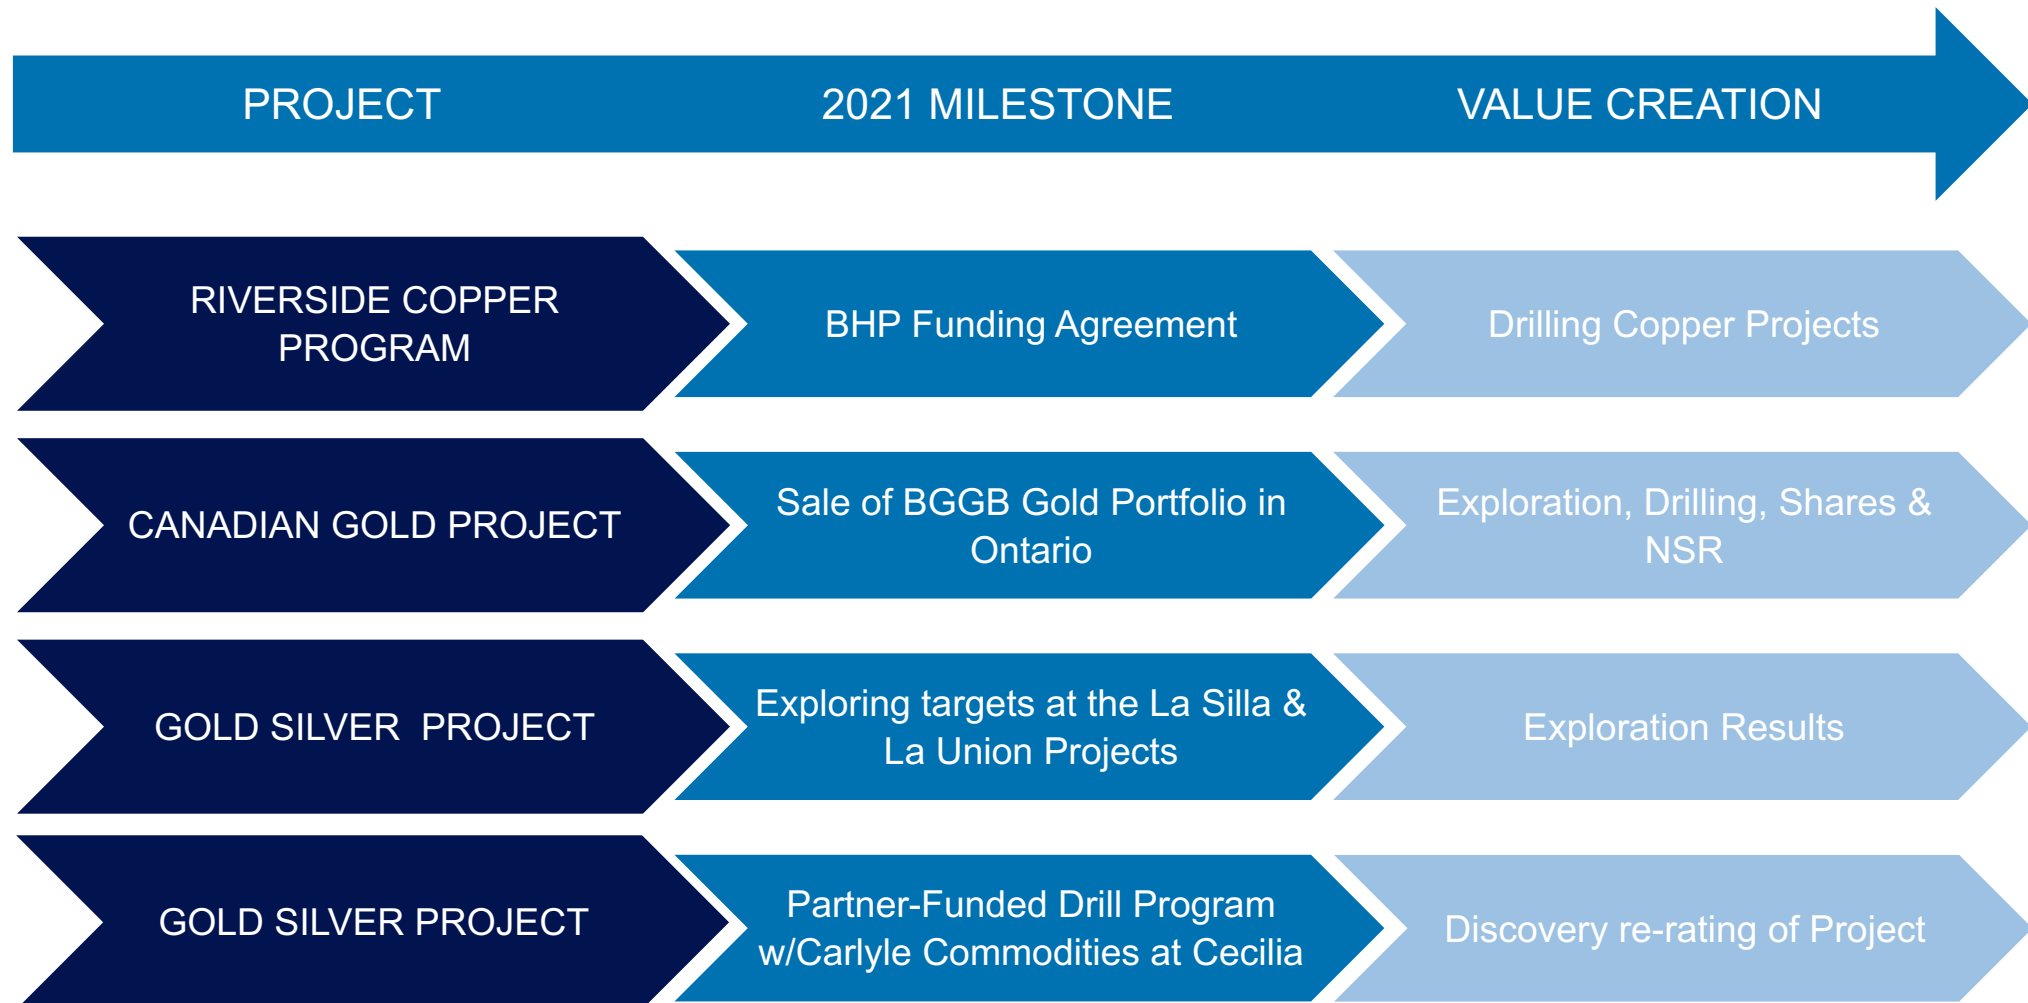 PROJECT
2021 MILESTONE
VALUE CREATION
RIVERSIDE COPPER
PROGRAM
BHP Funding Agreement
Drilling Copper Projects
CANADIAN GOLD PROJECT
Sale of BGGB Gold Portfolio in
Ontario
Exploration, Drilling, Shares &
NSR
GOLD SILVER  PROJECT
Exploring targets at the La Silla &
La Union Projects
Exploration Results
GOLD SILVER PROJECT
Partner-Funded Drill Program
w/Carlyle Commodities at Cecilia
Discovery re-rating of Project